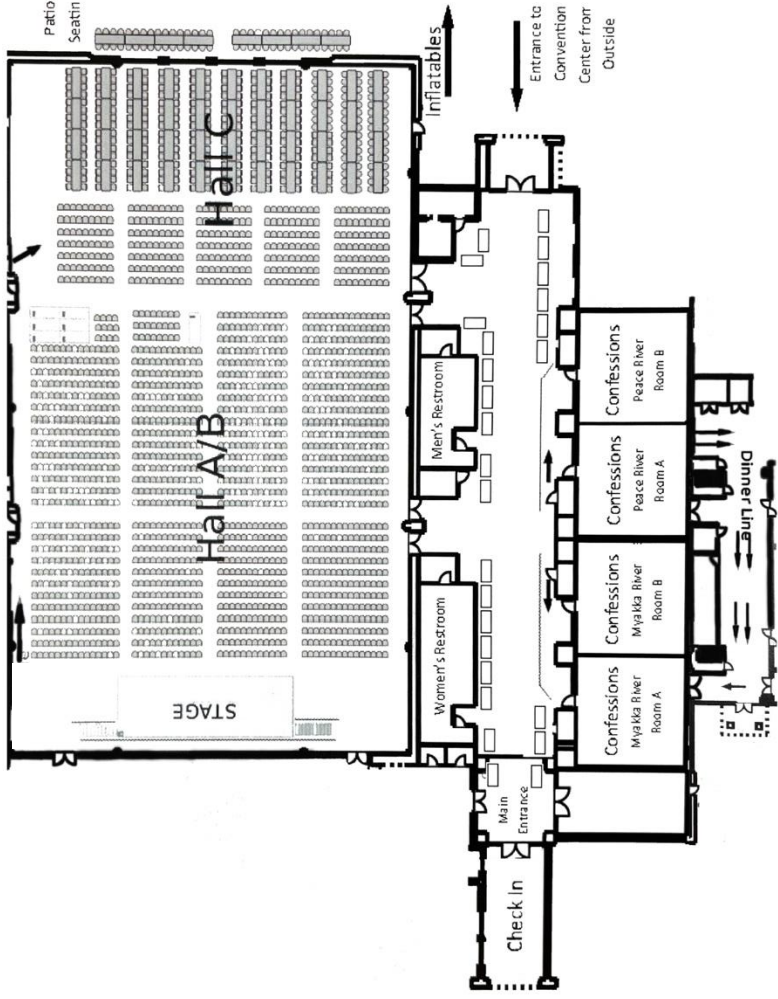 Patio
Seatin
Inflatables
Entrance to
Convention
Center from
Outside
Hall C
Hall A/B
STAGE
Men's Restroom
Women's Restroom
Confessions
Peace River
Room B
Confessions
Peace River
Room A
Confessions
Myakka River
Room B
Confessions
Myakka River
Room A
Dinner Line
Main
Entrance
Check In